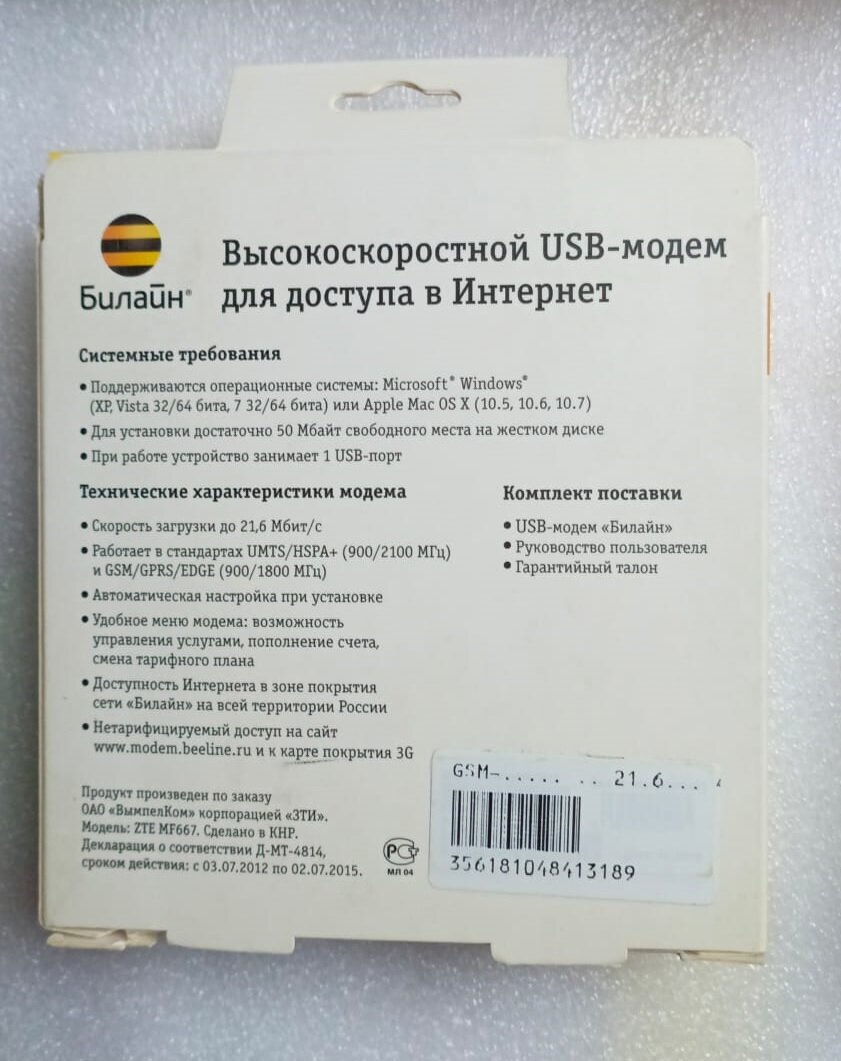 Билайн®
Высокоскоростной USB-модем
для доступа в Интернет
Системные требования
• Поддерживаются операционные системы: Microsoft® Windows®
(XP, Vista 32/64 бита, 7 32/64 бита) или Apple Mac OS X (10.5, 10.6, 10.7)
• Для установки достаточно 50 Мбайт свободного места на жестком диске
• При работе устройство занимает 1 USB-порт
Технические характеристики модема
• Скорость загрузки до 21,6 Мбит/с
• Работает в стандартах UMTS/HSPA+ (900/2100 МГц)
и GSM/GPRS/EDGE (900/1800 МГц)
• Автоматическая настройка при установке
• Удобное меню модема: возможность
управления услугами, пополнение счета,
смена тарифного плана
• Доступность Интернета в зоне покрытия
сети «Билайн» на всей территории России
• Нетарифицируемый доступ на сайт
www.modem.beeline.ru и к карте покрытия 3G
Комплект поставки
• USB-модем «Билайн»
• Руководство пользователя
• Гарантийный талон
Продукт произведен по заказу
ОАО «ВымпелКом» корпорацией «ЗТИ».
Модель: ZTE MF667. Сделано в КНР.
Декларация о соответствии Д-МТ-4814,
сроком действия: с 03.07.2012 по 02.07.2015.
РСТ
МЛ 04
GSM-..... .. 21.6...
356181048413189